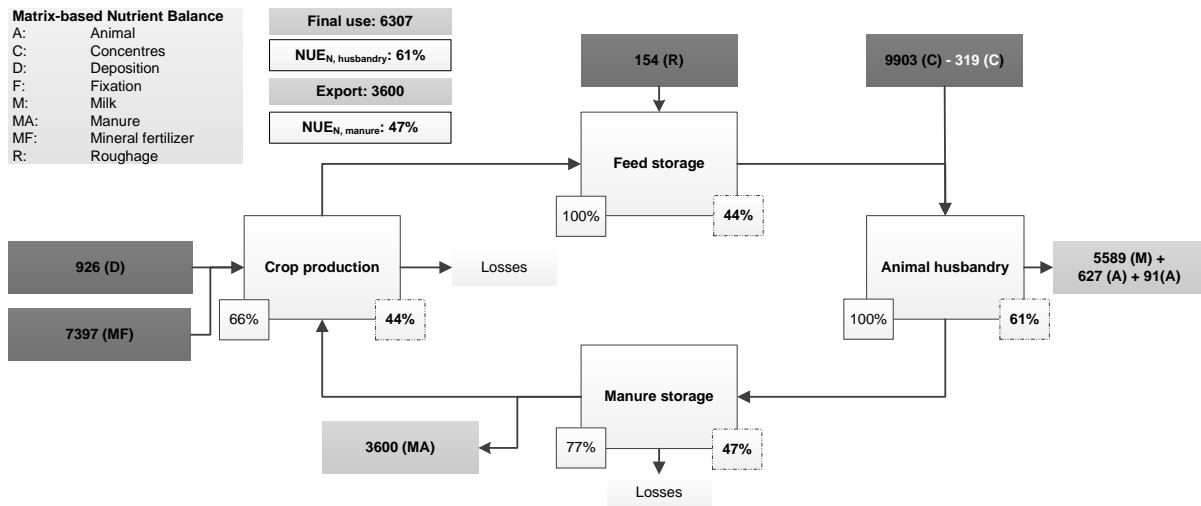 Matrix-based Nutrient Balance
A: Animal
C: Concentres
D: Deposition
F: Fixation
M: Milk
MA: Manure
MF: Mineral fertilizer
R: Roughage
Final use: 6307
NUEN, husbandry: 61%
Export: 3600
NUEN, manure: 47%
154 (R)
9903 (C) - 319 (C)
Feed storage
100%
44%
926 (D)
7397 (MF)
Crop production
66%
44%
Losses
Animal husbandry
100%
61%
5589 (M) +
627 (A) + 91(A)
Manure storage
77%
47%
3600 (MA)
Losses